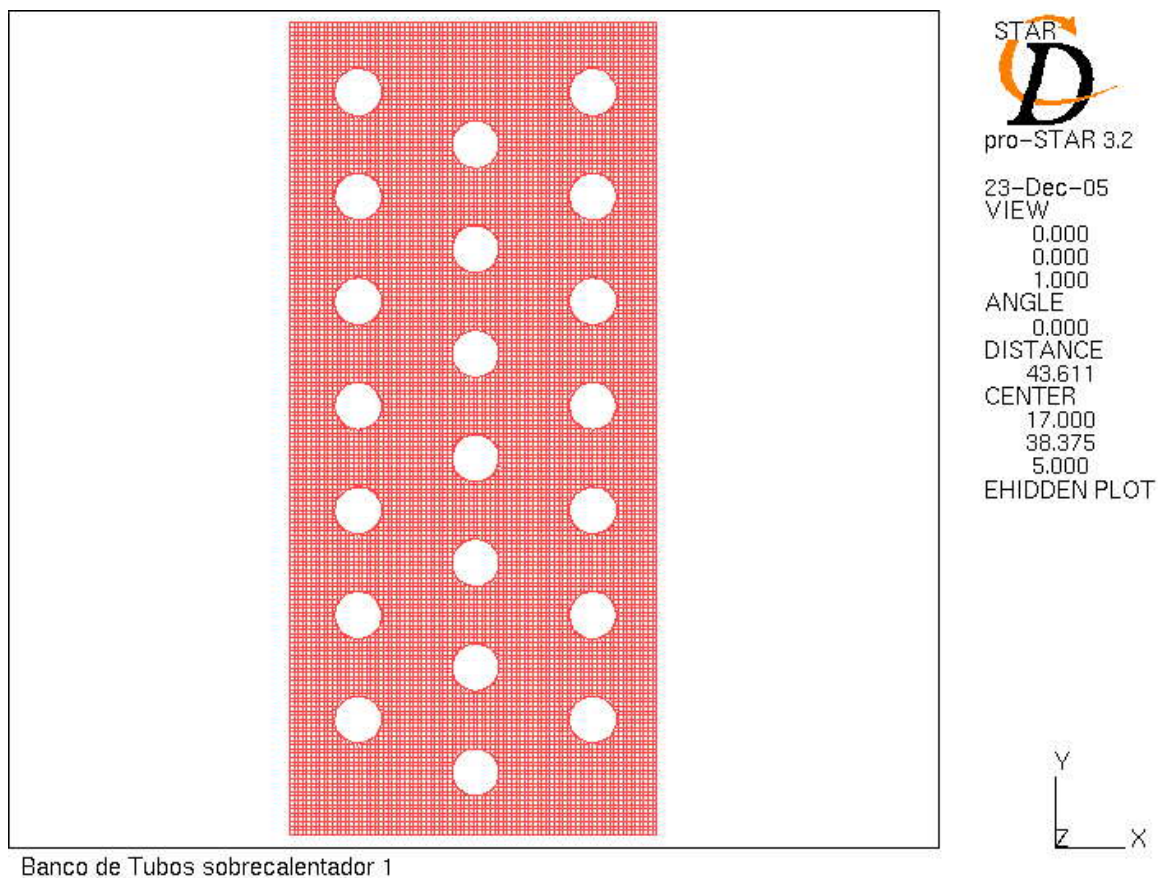 STAR
CD
pro-STAR 3.2
23-Dec-05
VIEW
0.000
0.000
1.000
ANGLE
0.000
DISTANCE
43.611
CENTER
17.000
38.375
5.000
EHIDDEN PLOT
Y
Z X
Banco de Tubos sobrecalentador 1